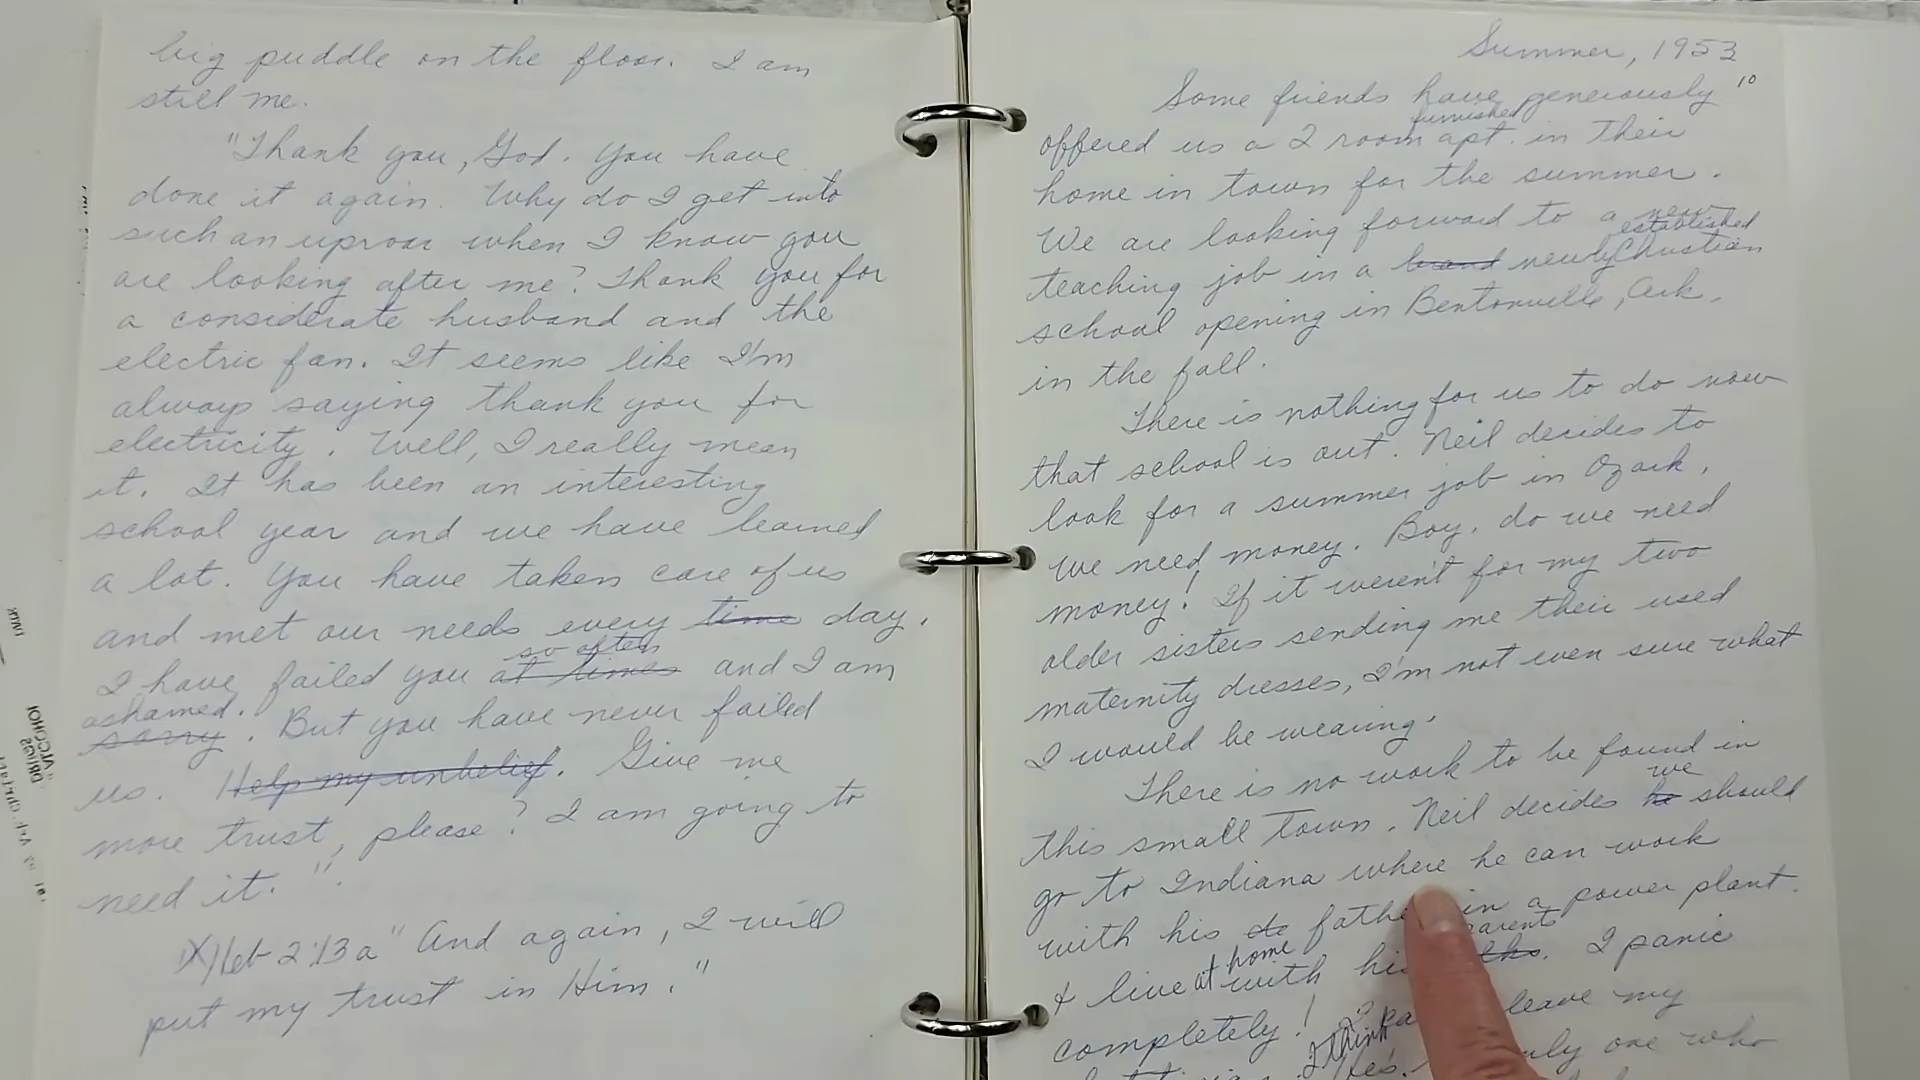 big puddle on the floor. I am
still me.
"Thank you, God. You have
done it again. Why do I get into
such an uproar when I know you
are looking after me? Thank you for
a considerate husband and the
electric fan. It seems like I'm
always saying thank you for
electricity. Well, I really mean
it. It has been an interesting
school year and we have learned
a lot. You have taken care of us
and met our needs every time day.
so often
I have failed you at times and I am
ashamed.
sorry. But you have never failed
us. Help my unbelief. Give me
more trust, please? I am going to
need it."
Heb 2:13a "And again, I will
put my trust in Him."
Summer, 1953
10
Some friends have generously
furnished
offered us a 2 room apt. in their
home in town for the summer.
We are looking forward to a new
established
teaching job in a brand newly Christian
school opening in Bentonville, Ark.
in the fall.
There is nothing for us to do now
that school is out. Neil decides to
look for a summer job in Ozark.
We need money. Boy, do we need
money! If it weren't for my two
older sisters sending me their used
maternity dresses, I'm not even sure what
I would be wearing.
There is no work to be found in
we
this small town. Neil decides he should
go to Indiana where he can work
with his in a power plant.
home
& live at with I panic
completely! leave my
I think
only one who